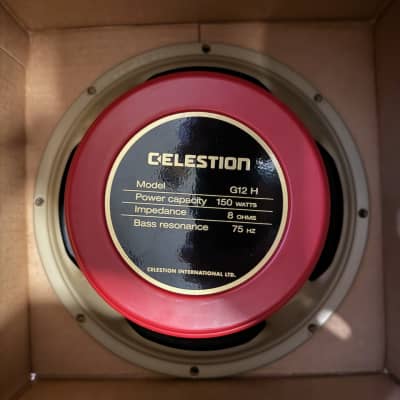 CELESTION
Model G12 H
Power capacity 150 WATTS
Impedance 8 OHMS
Bass resonance 75 HZ
CELESTION INTERNATIONAL LTD.